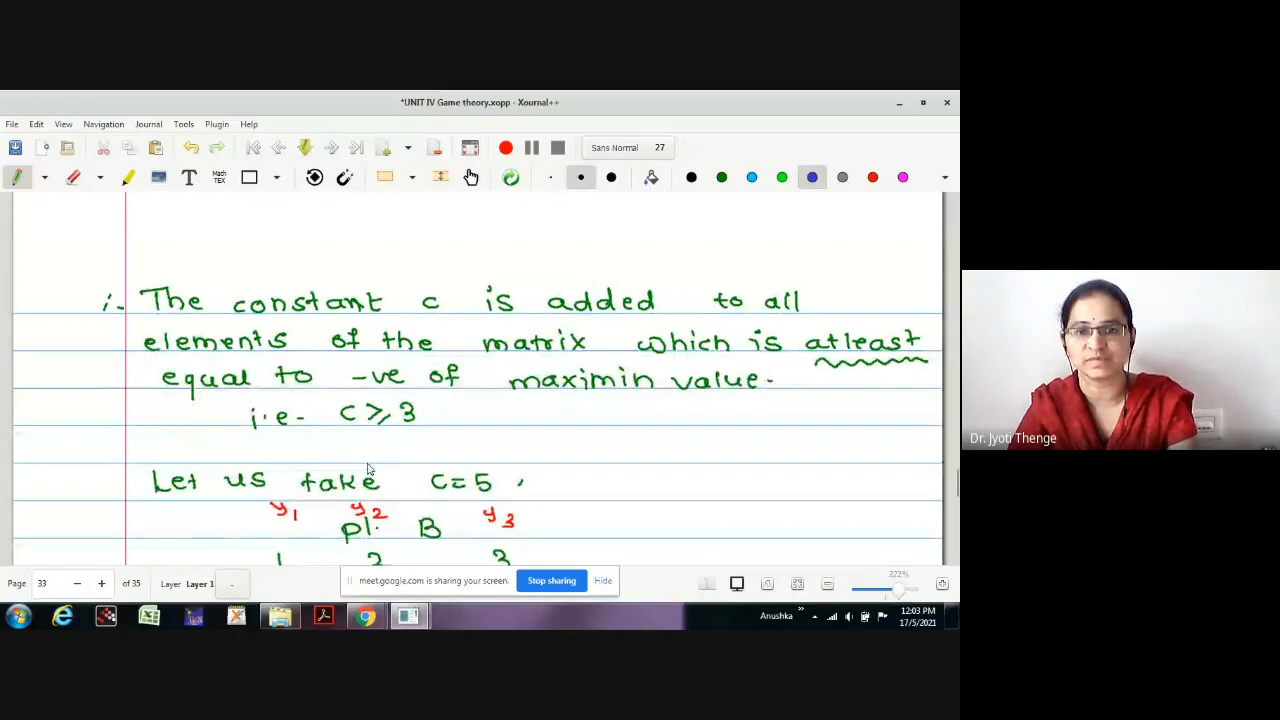 *UNIT IV Game theory.xopp - Xournal++
File Edit View Navigation Journal Tools Plugin Help
Sans Normal 27
T Math TEX
∴ The constant c is added to all
elements of the matrix which is atleast
equal to -ve of maximin value.
i.e. c ≥ 3
Let us take c=5,
y1 y2 y3
pl. B
1 2 3
Page 33 of 35 Layer Layer 1
meet.google.com is sharing your screen. Stop sharing Hide
222%
Anushka
12:03 PM
17/5/2021
Dr. Jyoti Thenge